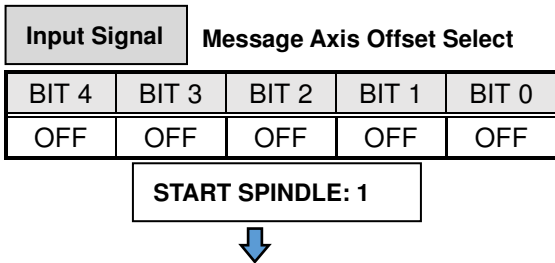 Input Signal Message Axis Offset Select
BIT 4 BIT 3 BIT 2 BIT 1 BIT 0
OFF OFF OFF OFF OFF
START SPINDLE: 1